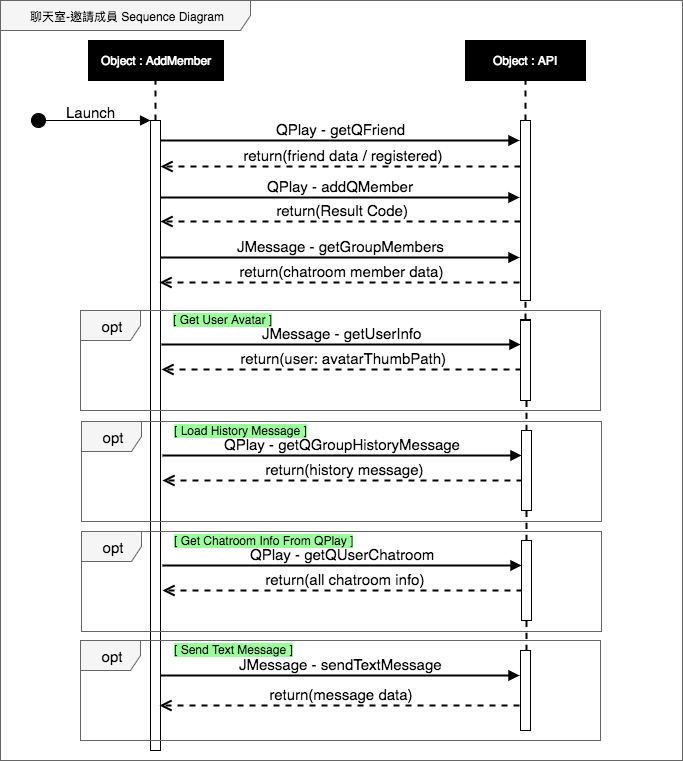 聊天室-邀請成員 Sequence Diagram
Object : AddMember
Object : API
Launch
QPlay - getQFriend
return(friend data / registered)
QPlay - addQMember
return(Result Code)
JMessage - getGroupMembers
return(chatroom member data)
opt
[ Get User Avatar ]
JMessage - getUserInfo
return(user: avatarThumbPath)
opt
[ Load History Message ]
QPlay - getQGroupHistoryMessage
return(history message)
opt
[ Get Chatroom Info From QPlay ]
QPlay - getQUserChatroom
return(all chatroom info)
opt
[ Send Text Message ]
JMessage - sendTextMessage
return(message data)